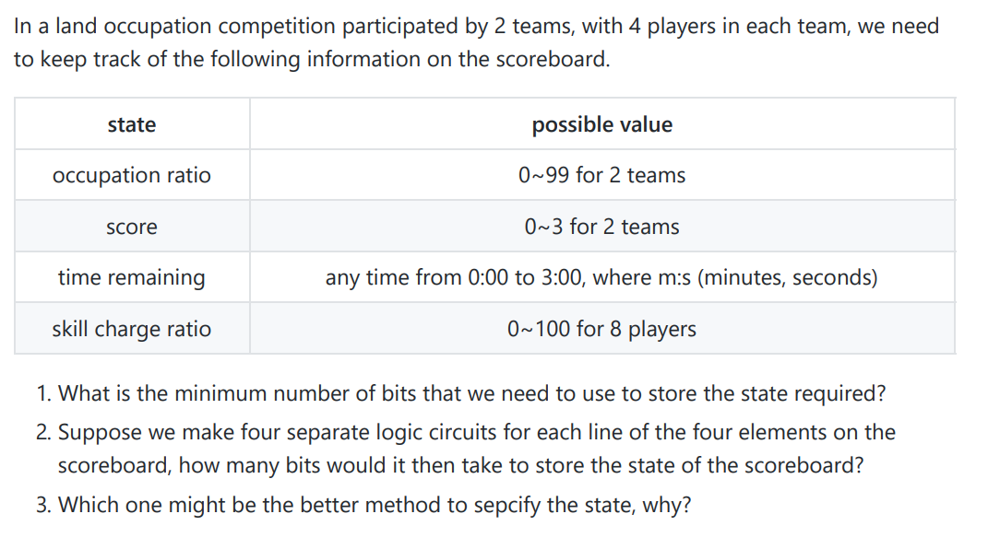 In a land occupation competition participated by 2 teams, with 4 players in each team, we need
to keep track of the following information on the scoreboard.
state possible value
occupation ratio 0~99 for 2 teams
score 0~3 for 2 teams
time remaining any time from 0:00 to 3:00, where m:s (minutes, seconds)
skill charge ratio 0~100 for 8 players
1. What is the minimum number of bits that we need to use to store the state required?
2. Suppose we make four separate logic circuits for each line of the four elements on the
scoreboard, how many bits would it then take to store the state of the scoreboard?
3. Which one might be the better method to sepcify the state, why?